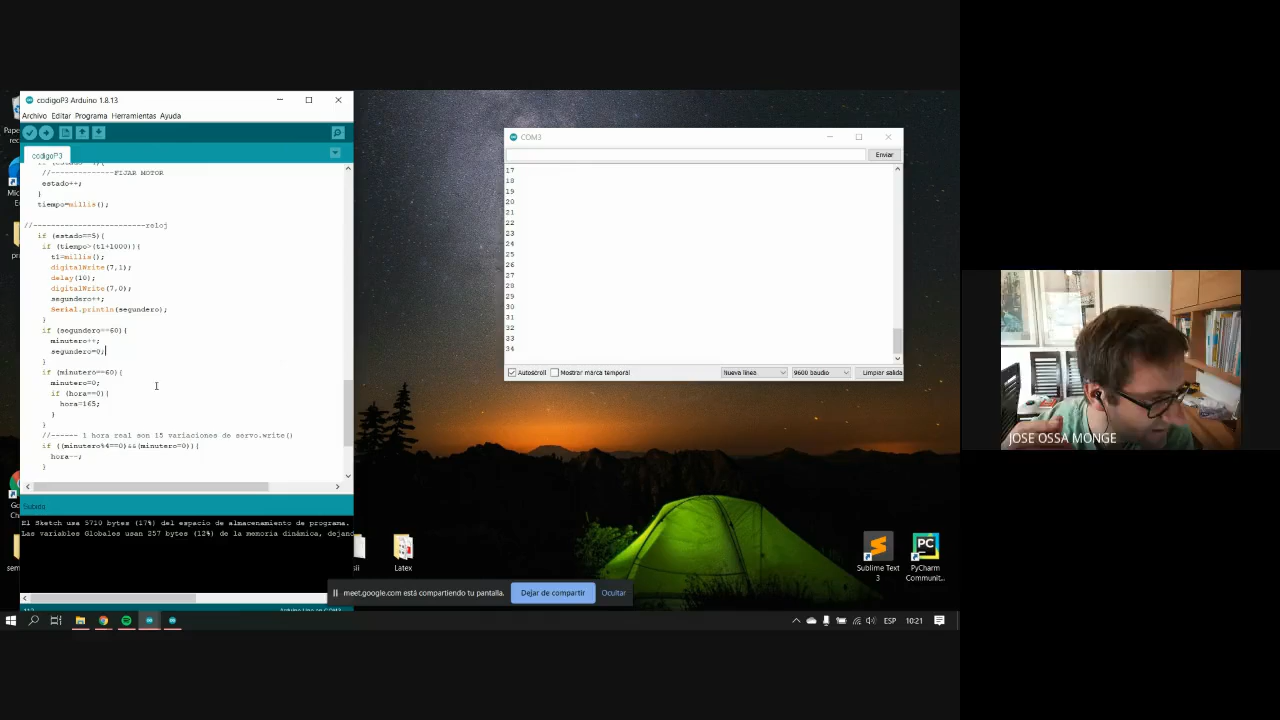 codigoP3 Arduino 1.8.13
Archivo Editar Programa Herramientas Ayuda
codigoP3
//--------------FIJAR MOTOR
estado++;
}
tiempo=millis();
//-------------------------reloj
if (estado==5){
if (tiempo>(t1+1000)){
t1=millis();
digitalWrite(7,1);
delay(10);
digitalWrite(7,0);
segundero++;
Serial.println(segundero);
}
if (segundero==60){
minutero++;
segundero=0;
}
if (minutero==60){
minutero=0;
if (hora==0){
hora=165;
}
}
//------ 1 hora real son 15 variaciones de servo.write()
if ((minutero%4==0)&&(minutero=0)){
hora--;
}
Subido
El Sketch usa 5710 bytes (17%) del espacio de almacenamiento de programa.
Las variables Globales usan 257 bytes (12%) de la memoria dinámica, dejand
COM3
Enviar
17
18
19
20
21
22
23
24
25
26
27
28
29
30
31
32
33
34
Autoscroll Mostrar marca temporal Nueva línea 9600 baudio Limpiar salida
JOSE OSSA MONGE
Latex
Sublime Text
3
PyCharm
Communit...
meet.google.com está compartiendo tu pantalla. Dejar de compartir Ocultar
ESP 10:21